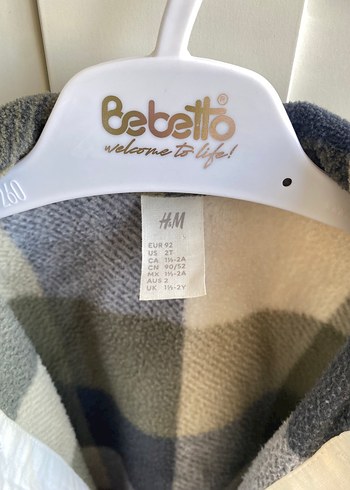 Bebetto®
welcome to life!
260
H&M
EUR 92
US 2T
CA 1½-2A
CN 90/52
MX 1½-2A
AUS 2
UK 1½-2Y